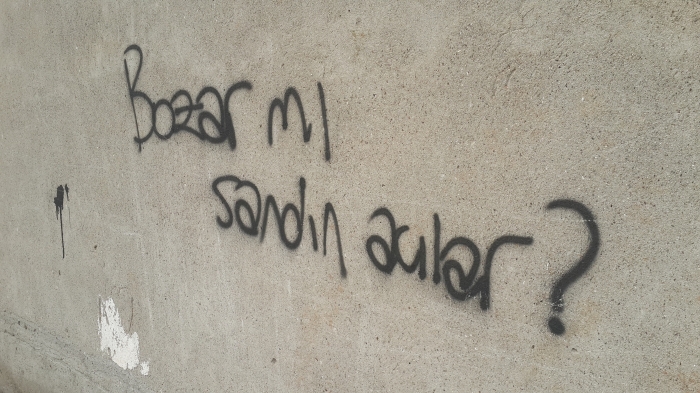 Bozar mı
sandın acılar?